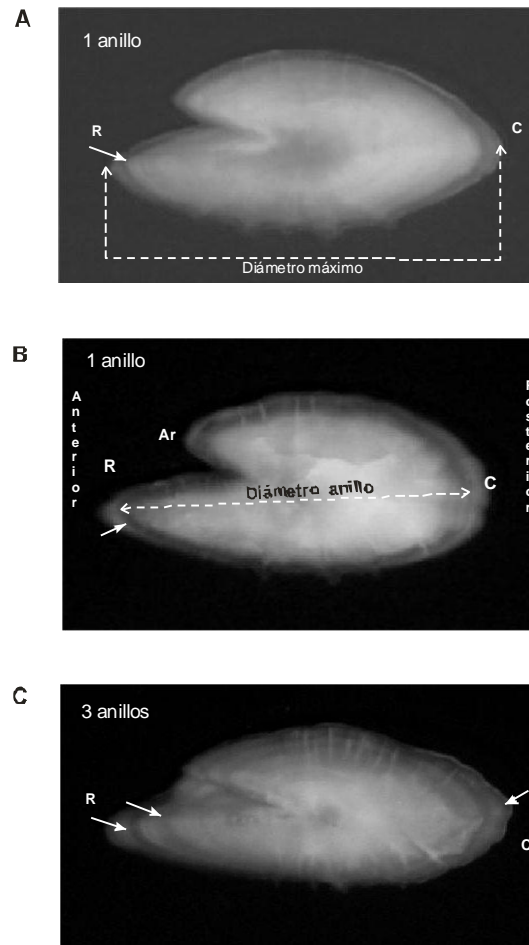 A
1 anillo
R
C
Diámetro máximo
B
1 anillo
Anterior
Posterior
Ar
R
C
Diámetro anillo
C
3 anillos
R
C